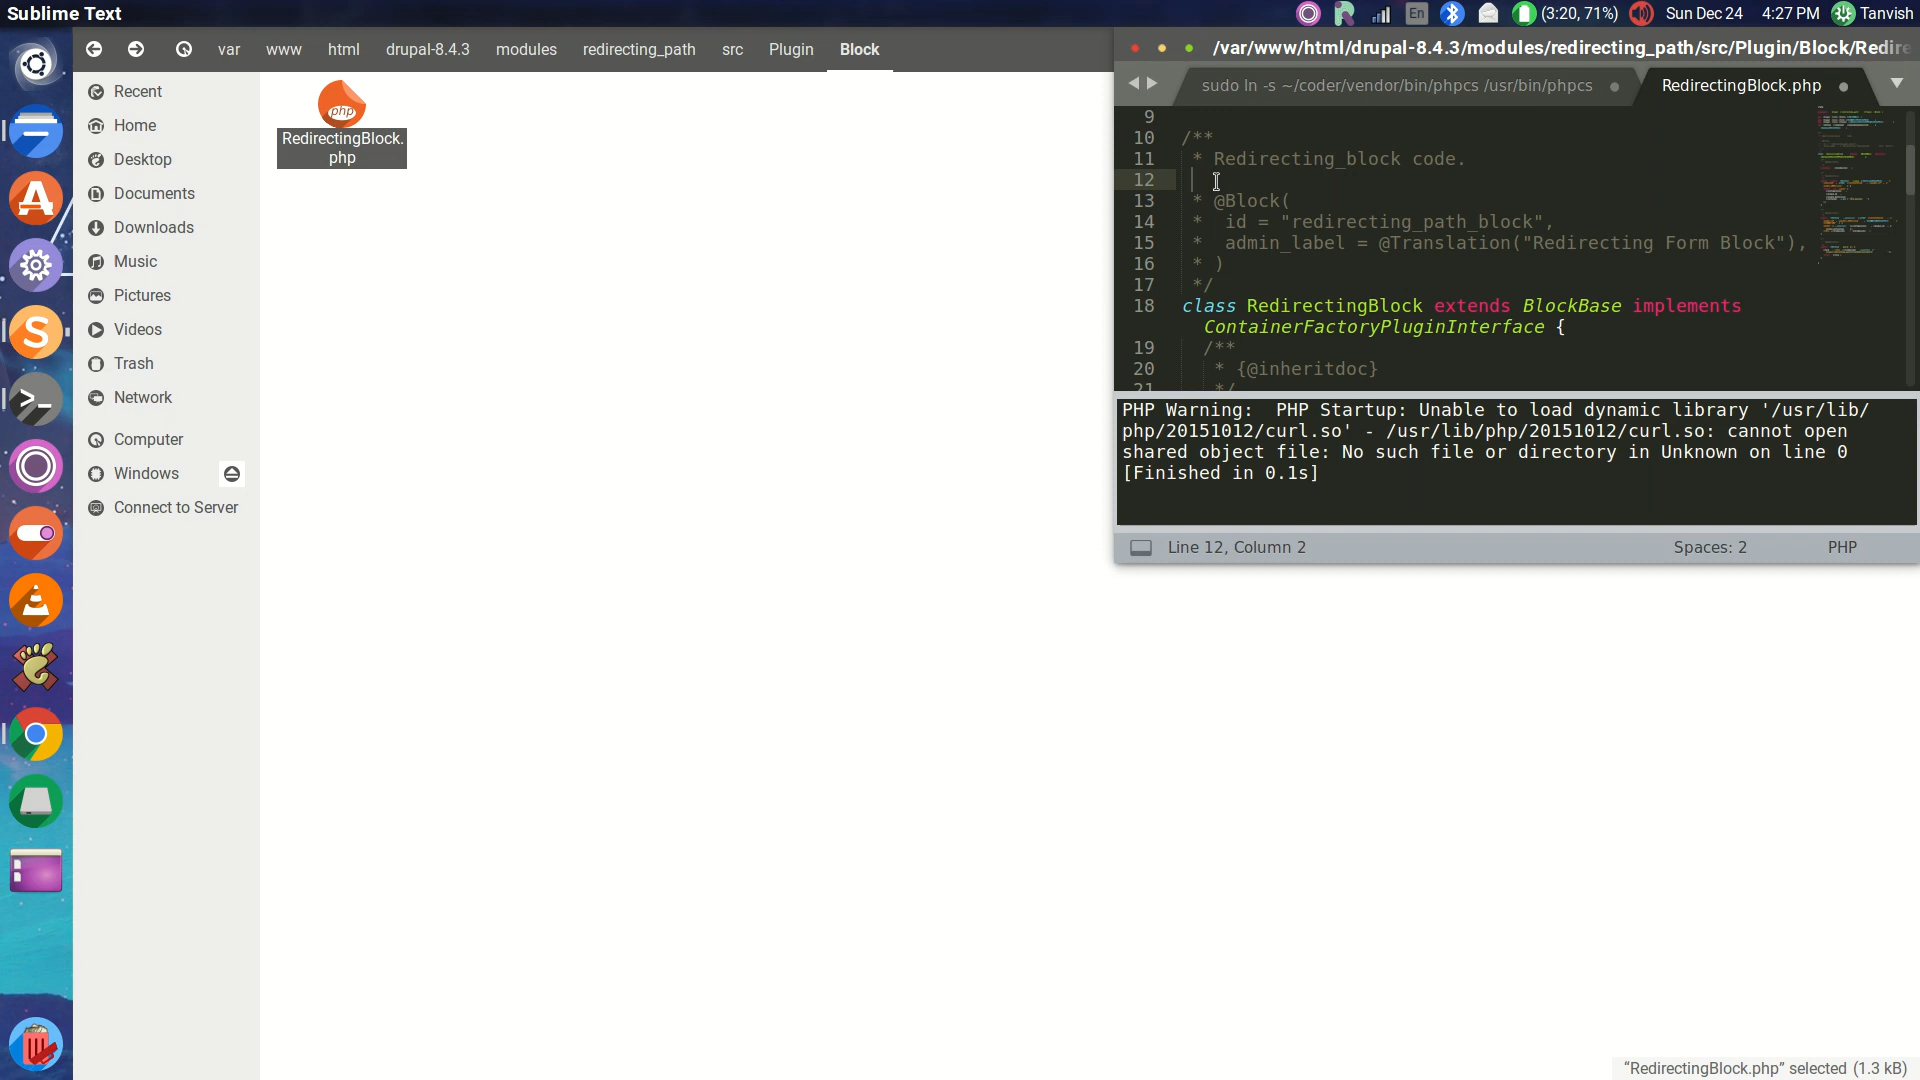 Sublime Text
En
(3:20, 71%)
Sun Dec 24
4:27 PM
Tanvish
var
www
html
drupal-8.4.3
modules
redirecting_path
src
Plugin
Block
Recent
Home
Desktop
Documents
Downloads
Music
Pictures
Videos
Trash
Network
Computer
Windows
Connect to Server
php
RedirectingBlock.
php
/var/www/html/drupal-8.4.3/modules/redirecting_path/src/Plugin/Block/Redire
sudo ln -s ~/coder/vendor/bin/phpcs /usr/bin/phpcs
RedirectingBlock.php
9
10 /**
11 * Redirecting_block code.
12
13 * @Block(
14 *  id = "redirecting_path_block",
15 *  admin_label = @Translation("Redirecting Form Block"),
16 * )
17 */
18 class RedirectingBlock extends BlockBase implements
ContainerFactoryPluginInterface {
19 /**
20 * {@inheritdoc}
21 */
PHP Warning:  PHP Startup: Unable to load dynamic library '/usr/lib/
php/20151012/curl.so' - /usr/lib/php/20151012/curl.so: cannot open
shared object file: No such file or directory in Unknown on line 0
[Finished in 0.1s]
Line 12, Column 2
Spaces: 2
PHP
“RedirectingBlock.php” selected (1.3 kB)